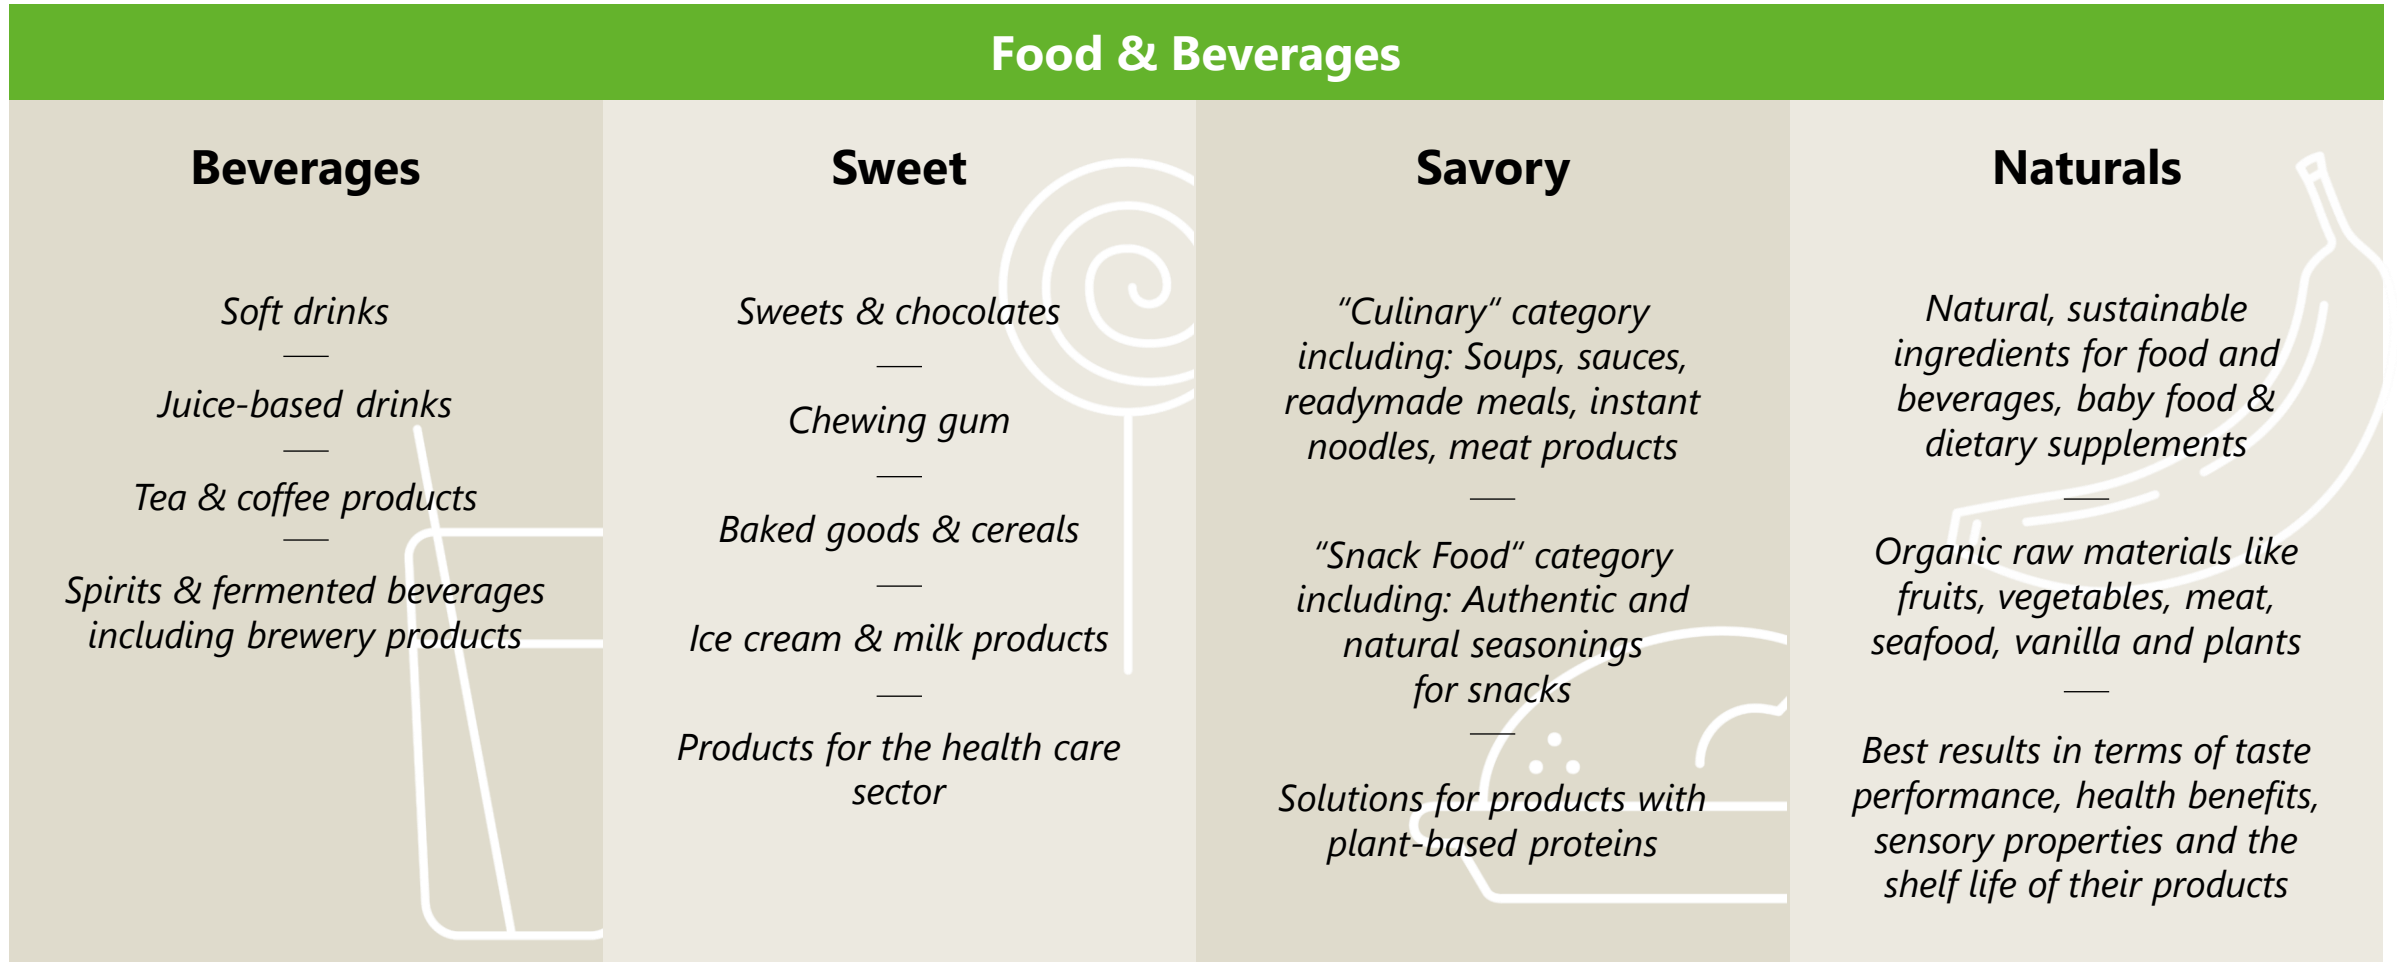 Food & Beverages
Beverages
Soft drinks
Juice-based drinks
Tea & coffee products
Spirits & fermented beverages
including brewery products
Sweet
Sweets & chocolates
Chewing gum
Baked goods & cereals
Ice cream & milk products
Products for the health care
sector
Savory
“Culinary“ category
including: Soups, sauces,
readymade meals, instant
noodles, meat products
“Snack Food“ category
including: Authentic and
natural seasonings
for snacks
Solutions for products with
plant-based proteins
Naturals
Natural, sustainable
ingredients for food and
beverages, baby food &
dietary supplements
Organic raw materials like
fruits, vegetables, meat,
seafood, vanilla and plants
Best results in terms of taste
performance, health benefits,
sensory properties and the
shelf life of their products